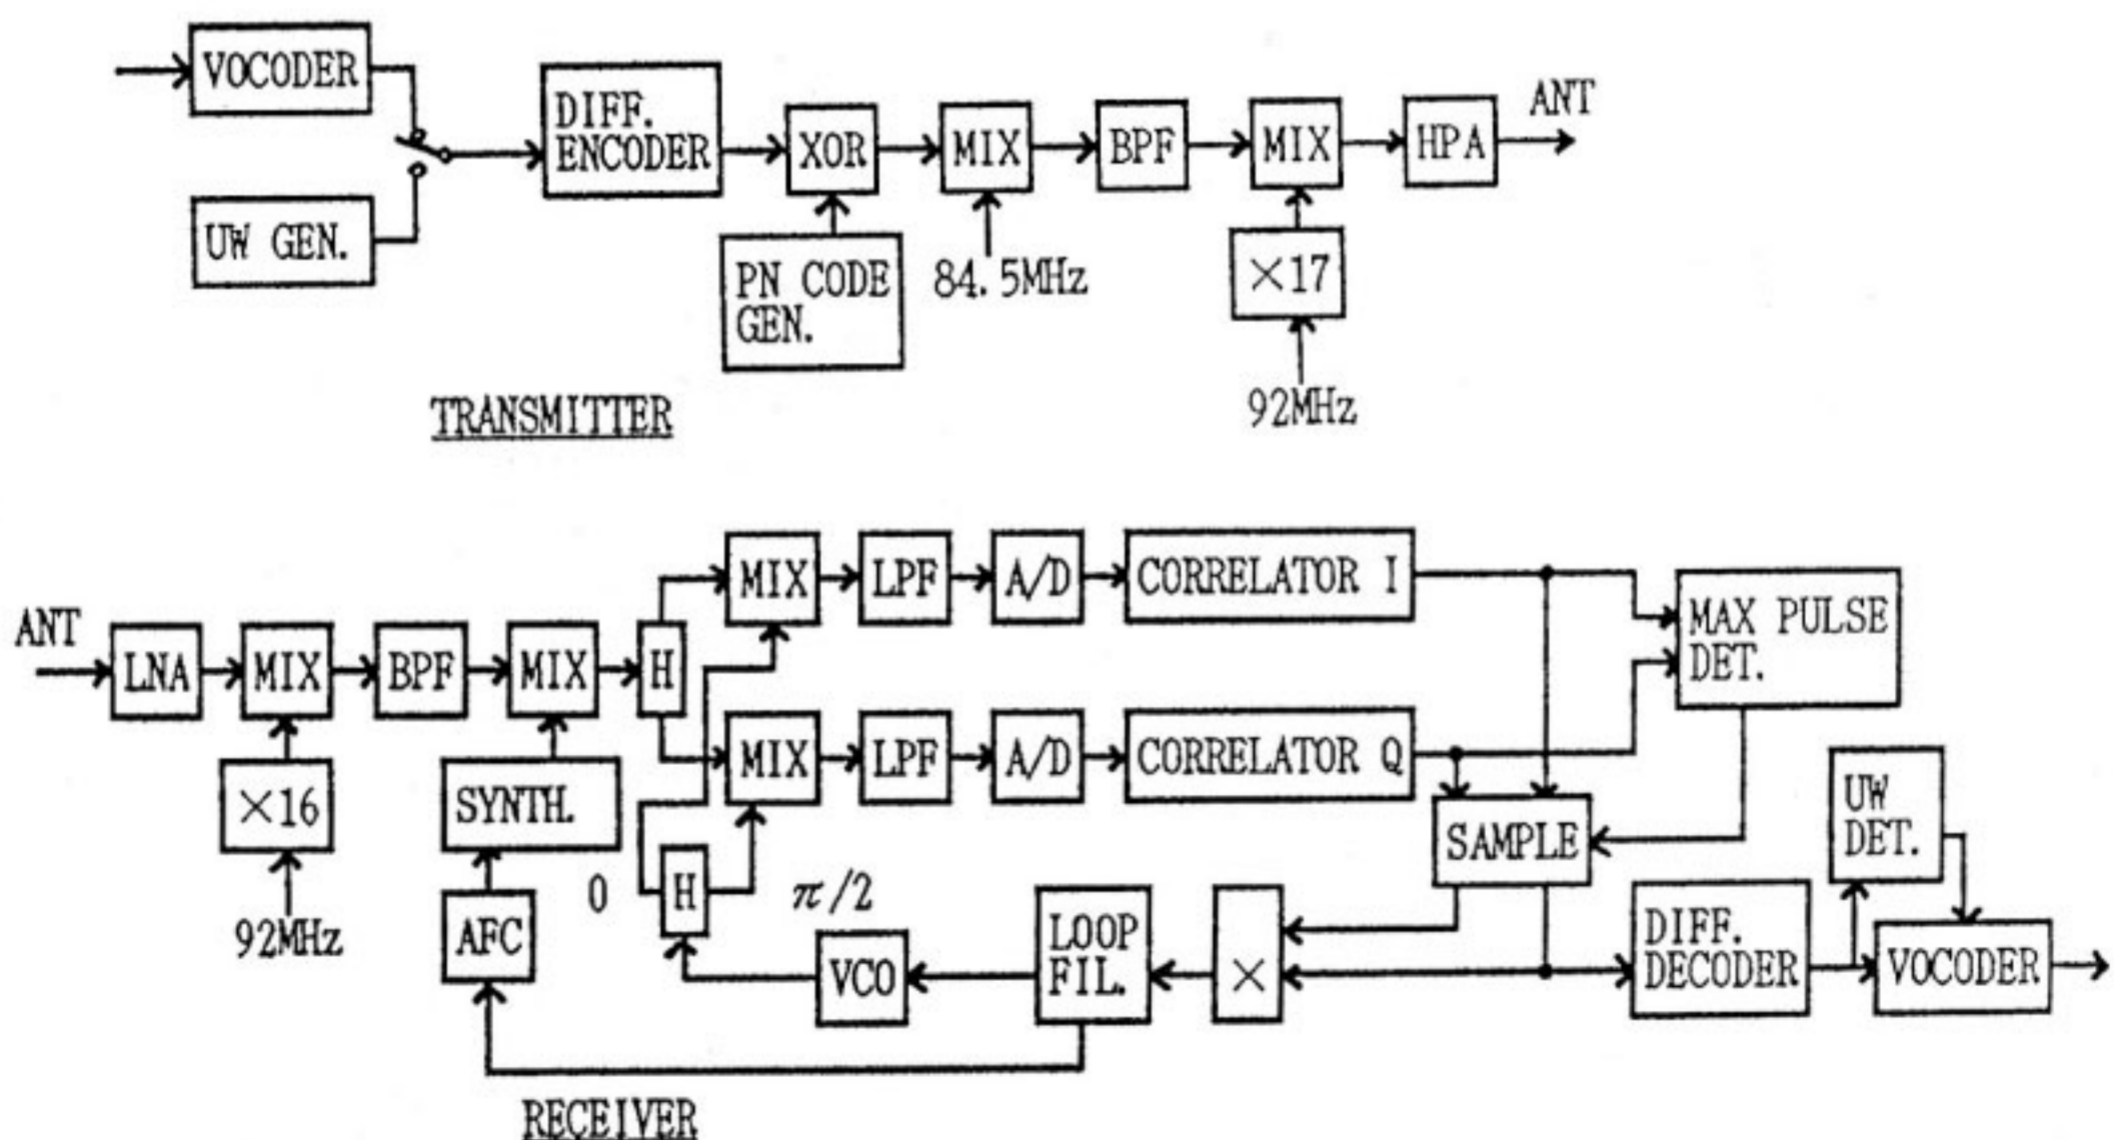 VOCODER
UW GEN.
DIFF.
ENCODER
XOR
PN CODE
GEN.
MIX
84.5MHz
BPF
MIX
×17
92MHz
HPA
ANT
TRANSMITTER
ANT
LNA
MIX
×16
92MHz
BPF
MIX
SYNTH.
AFC
H
MIX
LPF
A/D
CORRELATOR I
MIX
LPF
A/D
CORRELATOR Q
MAX PULSE
DET.
SAMPLE
UW
DET.
0
H
π/2
VCO
LOOP
FIL.
×
DIFF.
DECODER
VOCODER
RECEIVER